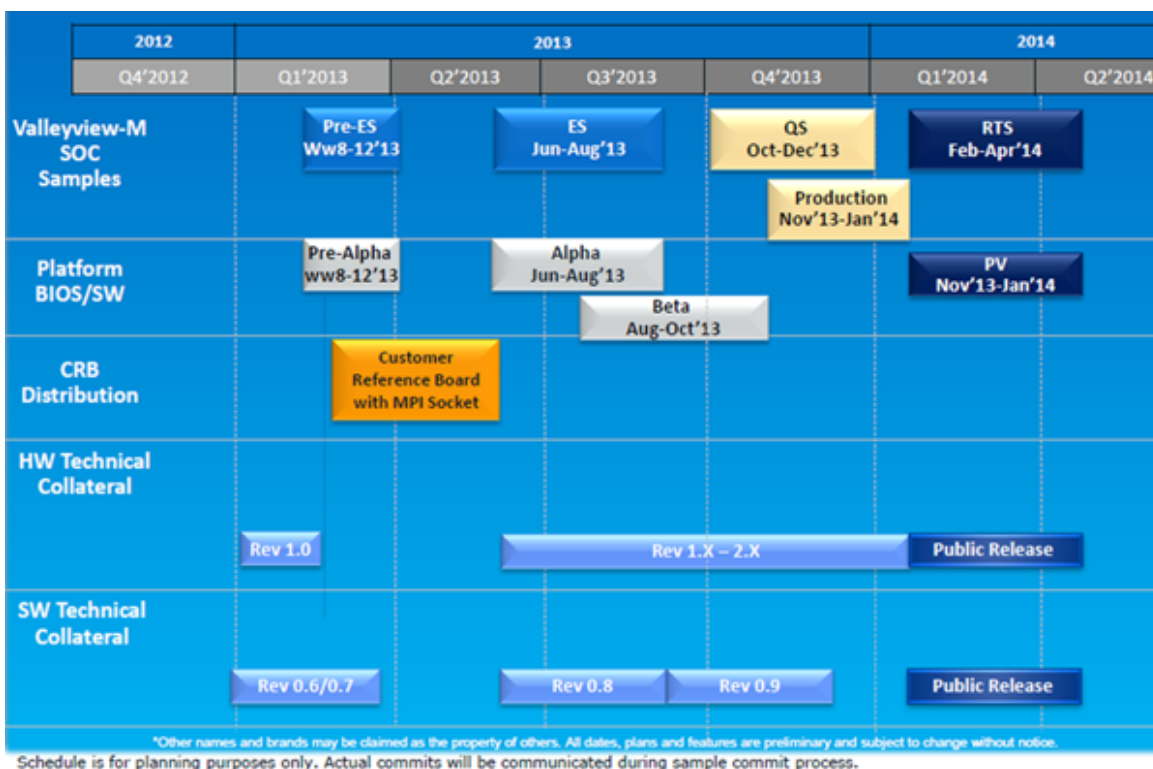 2012 2013 2014
Q4'2012 Q1'2013 Q2'2013 Q3'2013 Q4'2013 Q1'2014 Q2'2014
Valleyview-M
SOC
Samples
Pre-ES
Ww8-12'13
ES
Jun-Aug'13
QS
Oct-Dec'13
RTS
Feb-Apr'14
Production
Nov'13-Jan'14
Platform
BIOS/SW
Pre-Alpha
ww8-12'13
Alpha
Jun-Aug'13
PV
Nov'13-Jan'14
Beta
Aug-Oct'13
CRB
Distribution
Customer
Reference Board
with MPI Socket
HW Technical
Collateral
Rev 1.0
Rev 1.X – 2.X
Public Release
SW Technical
Collateral
Rev 0.6/0.7
Rev 0.8
Rev 0.9
Public Release
*Other names and brands may be claimed as the property of others. All dates, plans and features are preliminary and subject to change without notice.
Schedule is for planning purposes only. Actual commits will be communicated during sample commit process.